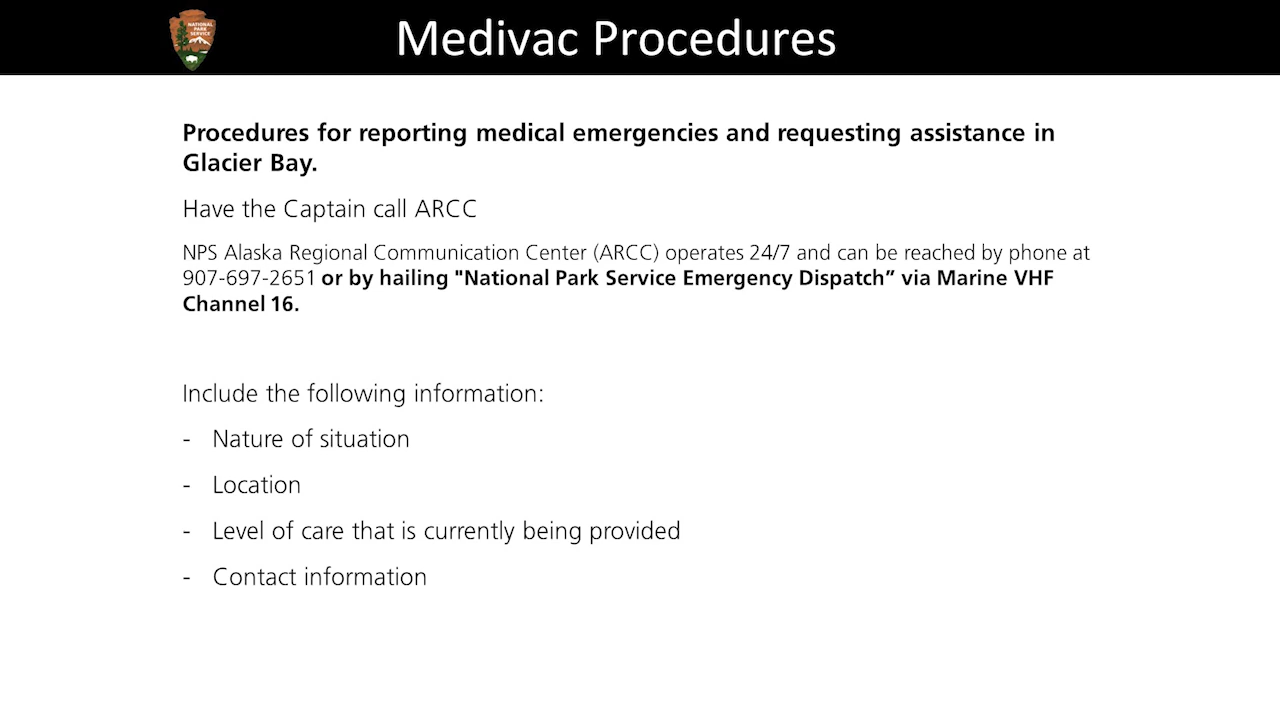 NATIONAL
PARK
SERVICE
Medivac Procedures
Procedures for reporting medical emergencies and requesting assistance in
Glacier Bay.
Have the Captain call ARCC
NPS Alaska Regional Communication Center (ARCC) operates 24/7 and can be reached by phone at
907-697-2651 or by hailing "National Park Service Emergency Dispatch” via Marine VHF
Channel 16.
Include the following information:
- Nature of situation
- Location
- Level of care that is currently being provided
- Contact information